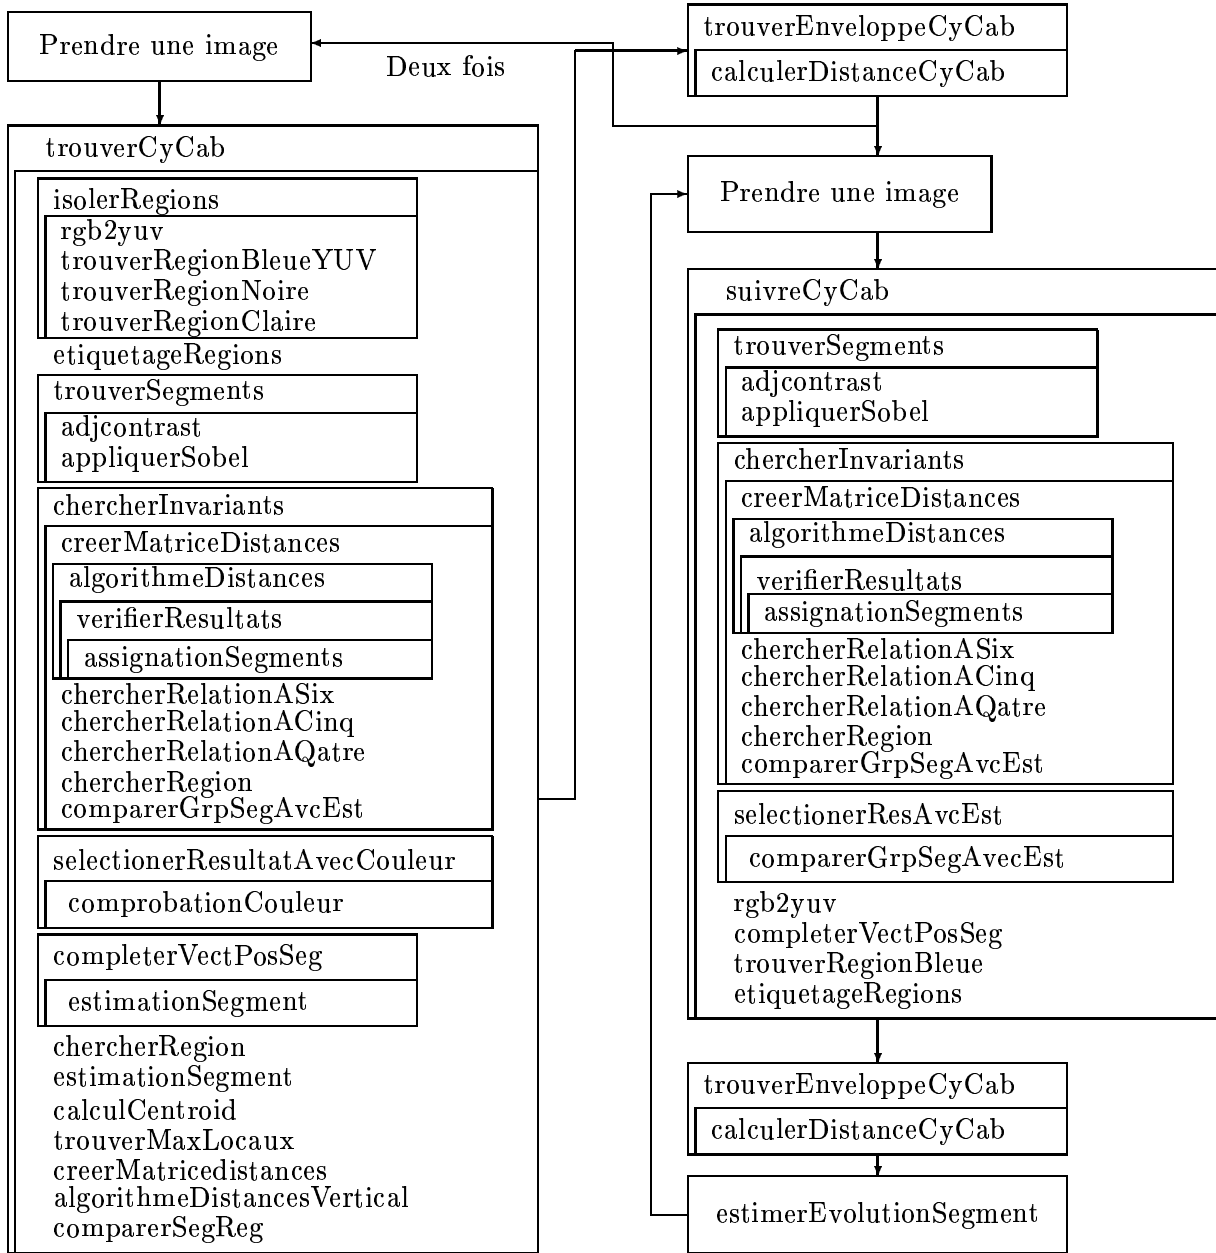 Prendre une image
Deux fois
trouverCyCab
isolerRegions
rgb2yuv
trouverRegionBleueYUV
trouverRegionNoire
trouverRegionClaire
etiquetageRegions
trouverSegments
adjcontrast
appliquerSobel
chercherInvariants
creerMatriceDistances
algorithmeDistances
verifierResultats
assignationSegments
chercherRelationASix
chercherRelationACinq
chercherRelationAQatre
chercherRegion
comparerGrpSegAvcEst
selectionerResultatAvecCouleur
comprobationCouleur
completerVectPosSeg
estimationSegment
chercherRegion
estimationSegment
calculCentroid
trouverMaxLocaux
creerMatricedistances
algorithmeDistancesVertical
comparerSegReg
trouverEnveloppeCyCab
calculerDistanceCyCab
Prendre une image
suivreCyCab
trouverSegments
adjcontrast
appliquerSobel
chercherInvariants
creerMatriceDistances
algorithmeDistances
verifierResultats
assignationSegments
chercherRelationASix
chercherRelationACinq
chercherRelationAQatre
chercherRegion
comparerGrpSegAvcEst
selectionerResAvcEst
comparerGrpSegAvecEst
rgb2yuv
completerVectPosSeg
trouverRegionBleue
etiquetageRegions
trouverEnveloppeCyCab
calculerDistanceCyCab
estimerEvolutionSegment